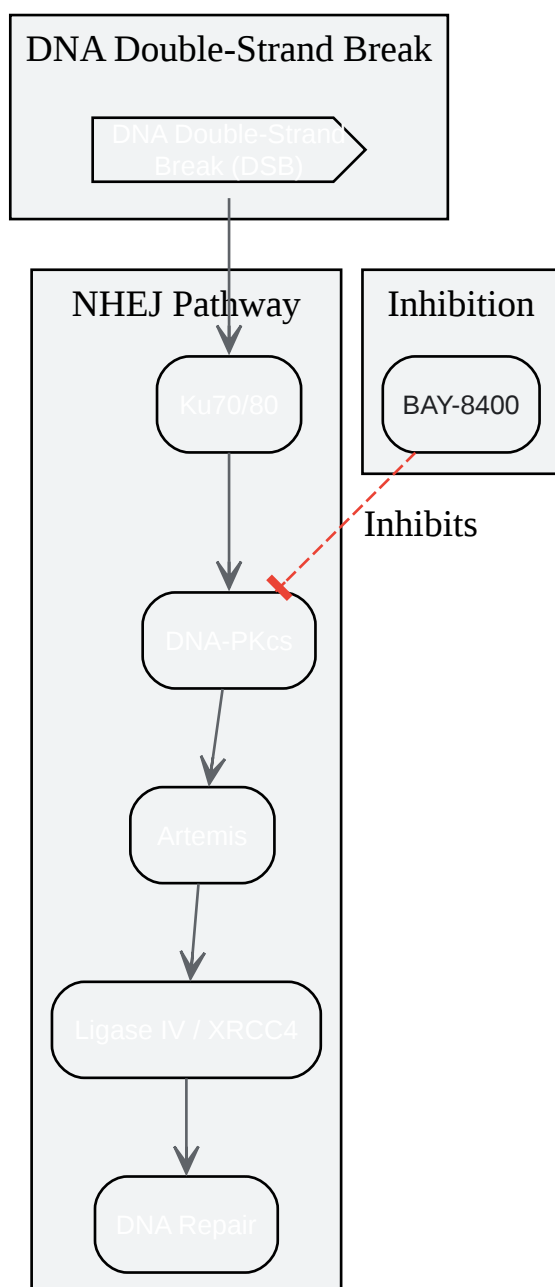 DNA Double-Strand Break
DNA Double-Strand
Break (DSB)
NHEJ Pathway
Inhibition
Ku70/80
BAY-8400
Inhibits
DNA-PKcs
Artemis
Ligase IV / XRCC4
DNA Repair